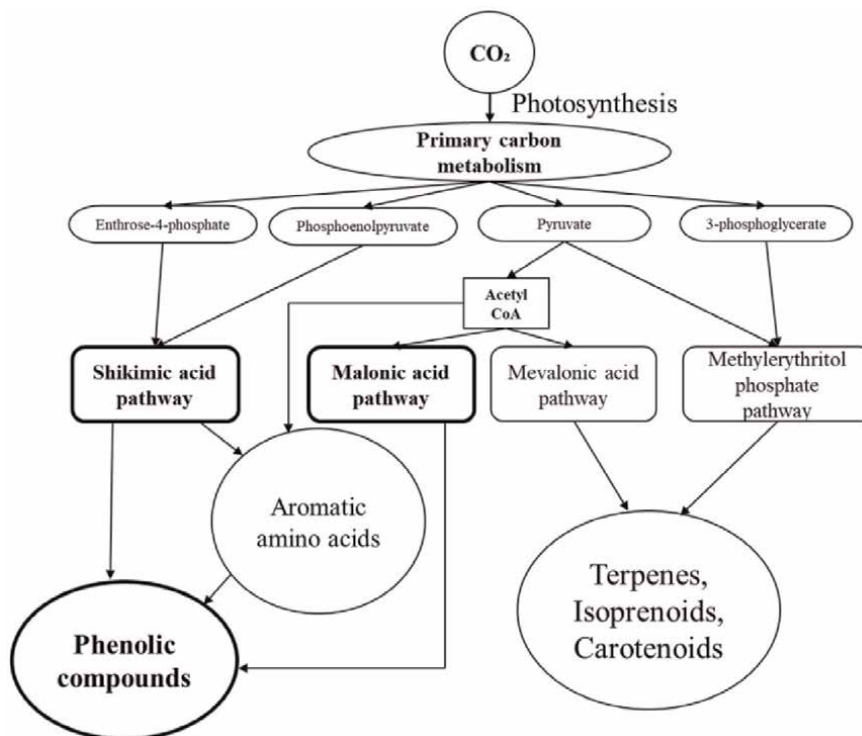 CO₂
Photosynthesis
Primary carbon
metabolism
Enthrose-4-phosphate
Phosphoenolpyruvate
Pyruvate
3-phosphoglycerate
Acetyl
CoA
Shikimic acid
pathway
Malonic acid
pathway
Mevalonic acid
pathway
Methylerythritol
phosphate
pathway
Aromatic
amino acids
Terpenes,
Isoprenoids,
Carotenoids
Phenolic
compounds